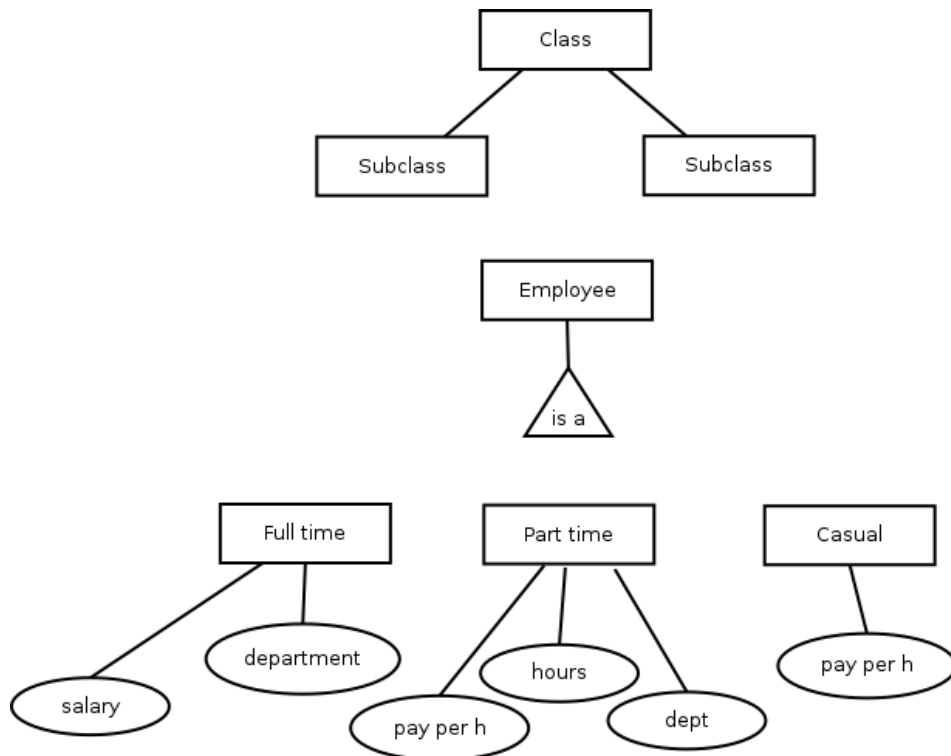 Class
Subclass
Subclass
Employee
is a
Full time
Part time
Casual
salary
department
pay per h
hours
dept
pay per h